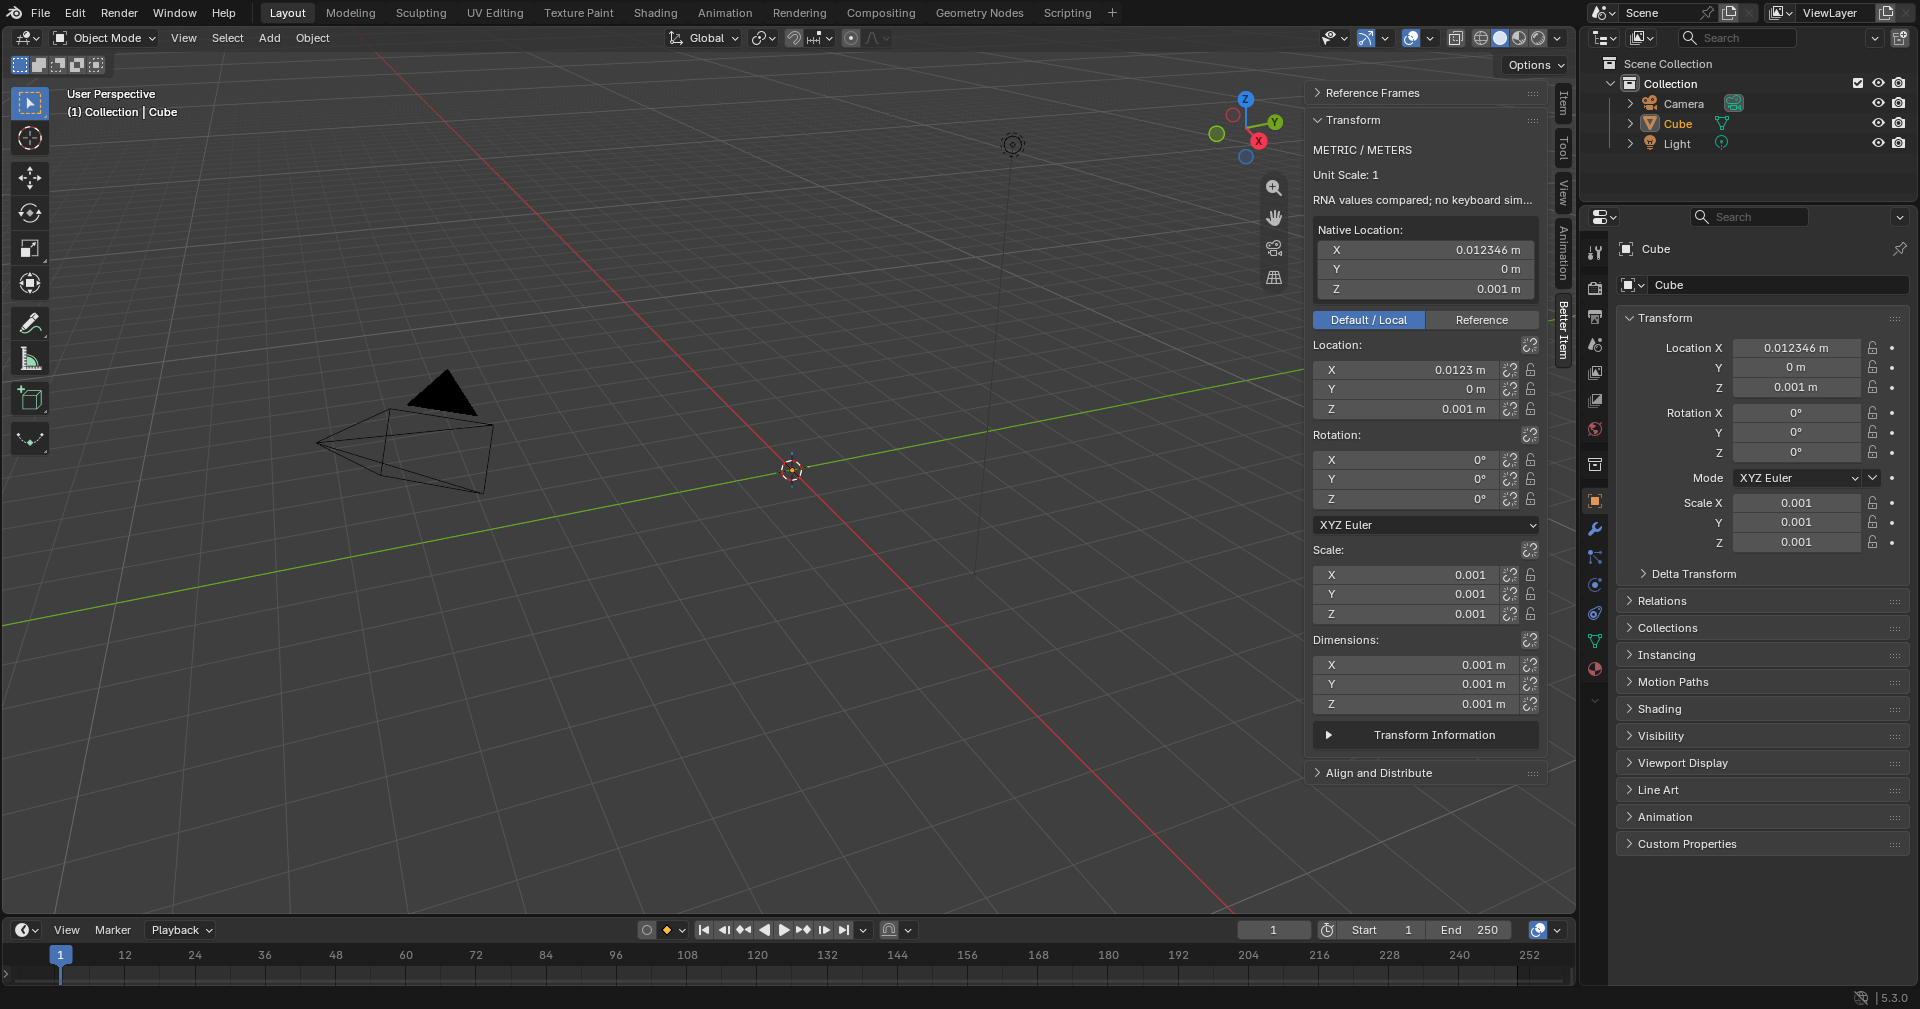 File Edit Render Window Help Layout Modeling Sculpting UV Editing Texture Paint Shading Animation Rendering Compositing Geometry Nodes Scripting Scene ViewLayer
Object Mode View Select Add Object Global Search
Options
User Perspective
(1) Collection | Cube
Z
Y
X
Reference Frames
Transform
METRIC / METERS
Unit Scale: 1
RNA values compared; no keyboard sim...
Native Location:
X 0.012346 m
Y 0 m
Z 0.001 m
Default / Local Reference
Location:
X 0.0123 m
Y 0 m
Z 0.001 m
Rotation:
X 0°
Y 0°
Z 0°
XYZ Euler
Scale:
X 0.001
Y 0.001
Z 0.001
Dimensions:
X 0.001 m
Y 0.001 m
Z 0.001 m
Transform Information
Align and Distribute
Item
Tool
View
Animation
Better Item
Scene Collection
Collection
Camera
Cube
Light
Search
Cube
Cube
Transform
Location X 0.012346 m
Y 0 m
Z 0.001 m
Rotation X 0°
Y 0°
Z 0°
Mode XYZ Euler
Scale X 0.001
Y 0.001
Z 0.001
Delta Transform
Relations
Collections
Instancing
Motion Paths
Shading
Visibility
Viewport Display
Line Art
Animation
Custom Properties
View Marker Playback 1 Start 1 End 250
1 12 24 36 48 60 72 84 96 108 120 132 144 156 168 180 192 204 216 228 240 252
5.3.0